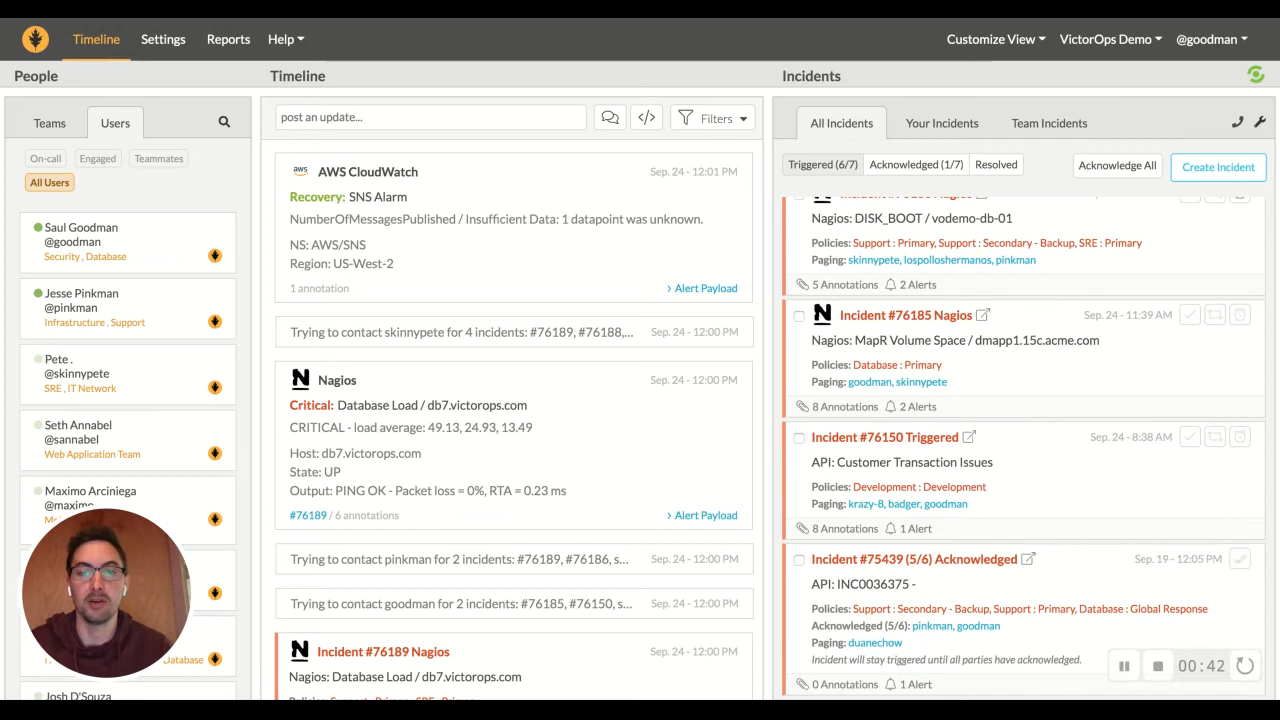 Timeline
Settings
Reports
Help
Customize View
VictorOps Demo
@goodman
People
Timeline
Incidents
Teams
Users
On-call
Engaged
Teammates
All Users
Saul Goodman
@goodman
Security , Database
Jesse Pinkman
@pinkman
Infrastructure , Support
Pete .
@skinnypete
SRE , IT Network
Seth Annabel
@sannabel
Web Application Team
Maximo Arciniega
Database
Josh D'Souza
post an update...
</>
Filters
aws
AWS CloudWatch
Sep. 24 - 12:01 PM
Recovery: SNS Alarm
NumberOfMessagesPublished / Insufficient Data: 1 datapoint was unknown.
NS: AWS/SNS
Region: US-West-2
1 annotation
> Alert Payload
Trying to contact skinnypete for 4 incidents: #76189, #76188,...
Sep. 24 - 12:00 PM
N
Nagios
Sep. 24 - 12:00 PM
Critical: Database Load / db7.victorops.com
CRITICAL - load average: 49.13, 24.93, 13.49
Host: db7.victorops.com
State: UP
Output: PING OK - Packet loss = 0%, RTA = 0.23 ms
#76189 / 6 annotations
> Alert Payload
Trying to contact pinkman for 2 incidents: #76189, #76186, s...
Sep. 24 - 12:00 PM
Trying to contact goodman for 2 incidents: #76185, #76150, s...
Sep. 24 - 12:00 PM
N
Incident #76189 Nagios
Sep. 24 - 12:00 PM
Nagios: Database Load / db7.victorops.com
All Incidents
Your Incidents
Team Incidents
Triggered (6/7)
Acknowledged (1/7)
Resolved
Acknowledge All
Create Incident
Nagios: DISK_BOOT / vodemo-db-01
Policies: Support : Primary, Support : Secondary - Backup, SRE : Primary
Paging: skinnypete, lospolloshermanos, pinkman
5 Annotations
2 Alerts
N
Incident #76185 Nagios
Sep. 24 - 11:39 AM
Nagios: MapR Volume Space / dmapp1.15c.acme.com
Policies: Database : Primary
Paging: goodman, skinnypete
8 Annotations
2 Alerts
Incident #76150 Triggered
Sep. 24 - 8:38 AM
API: Customer Transaction Issues
Policies: Development : Development
Paging: krazy-8, badger, goodman
8 Annotations
1 Alert
Incident #75439 (5/6) Acknowledged
Sep. 19 - 12:05 PM
API: INC0036375 -
Policies: Support : Secondary - Backup, Support : Primary, Database : Global Response
Acknowledged (5/6): pinkman, goodman
Paging: duanechow
Incident will stay triggered until all parties have acknowledged.
0 Annotations
1 Alert
00:42